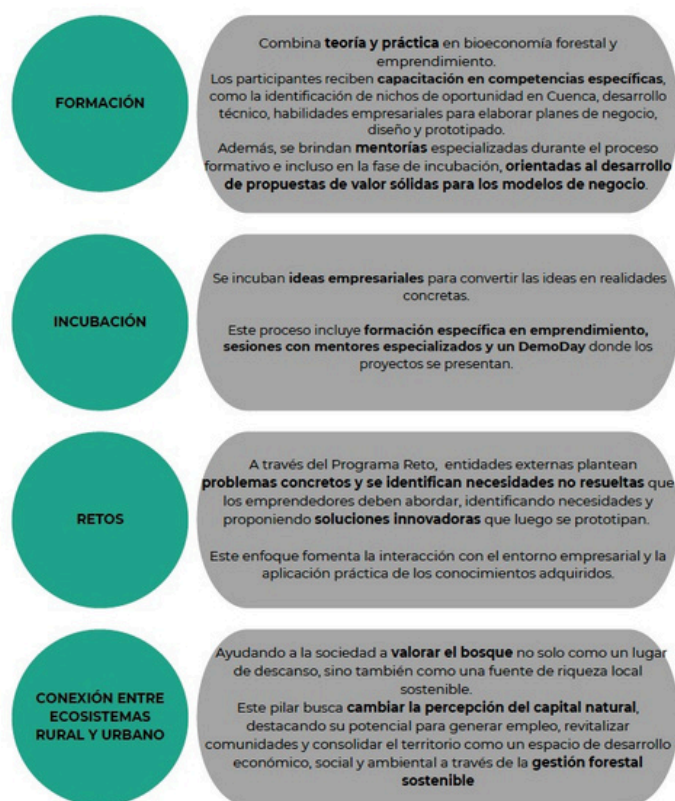 FORMACIÓN
Combina teoría y práctica en bioeconomía forestal y
emprendimiento.
Los participantes reciben capacitación en competencias específicas,
como la identificación de nichos de oportunidad en Cuenca, desarrollo
técnico, habilidades empresariales para elaborar planes de negocio,
diseño y prototipado.
Además, se brindan mentorías especializadas durante el proceso
formativo e incluso en la fase de incubación, orientadas al desarrollo
de propuestas de valor sólidas para los modelos de negocio.
INCUBACIÓN
Se incuban ideas empresariales para convertir las ideas en realidades
concretas.
Este proceso incluye formación específica en emprendimiento,
sesiones con mentores especializados y un DemoDay donde los
proyectos se presentan.
RETOS
A través del Programa Reto, entidades externas plantean
problemas concretos y se identifican necesidades no resueltas que
los emprendedores deben abordar, identificando necesidades y
proponiendo soluciones innovadoras que luego se prototipan.
Este enfoque fomenta la interacción con el entorno empresarial y la
aplicación práctica de los conocimientos adquiridos.
CONEXIÓN ENTRE
ECOSISTEMAS
RURAL Y URBANO
Ayudando a la sociedad a valorar el bosque no solo como un lugar
de descanso, sino también como una fuente de riqueza local
sostenible.
Este pilar busca cambiar la percepción del capital natural,
destacando su potencial para generar empleo, revitalizar
comunidades y consolidar el territorio como un espacio de desarrollo
económico, social y ambiental a través de la gestión forestal
sostenible